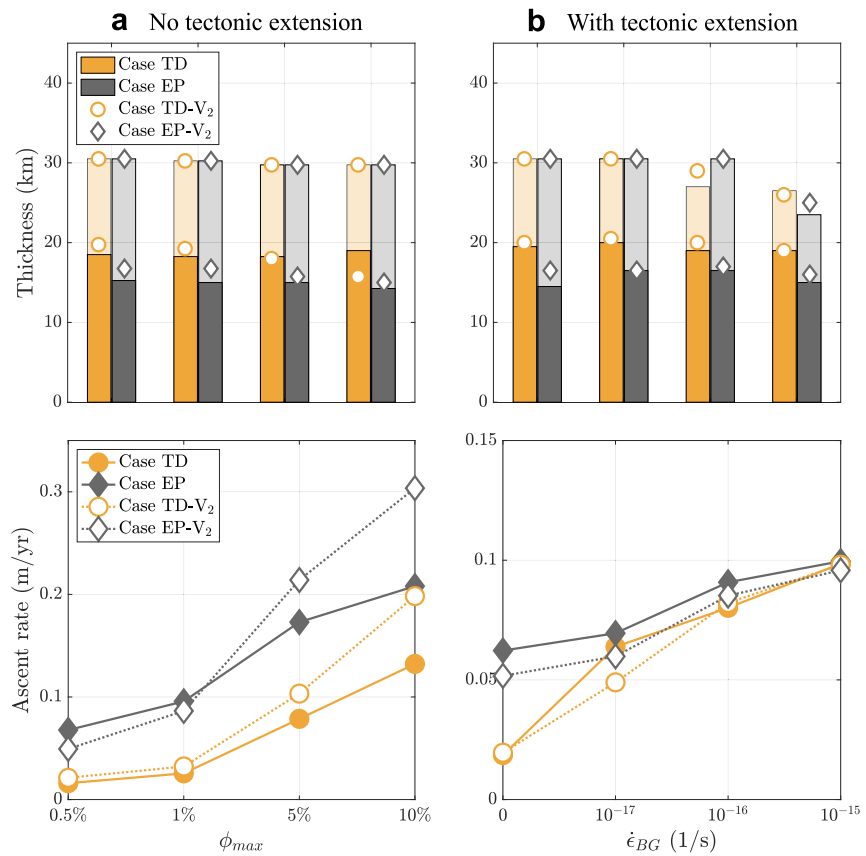 a No tectonic extension
b With tectonic extension
Thickness (km)
40
30
20
10
0
Case TD
Case EP
Case TD-V₂
Case EP-V₂
40
30
20
10
0
Ascent rate (m/yr)
0.3
0.2
0.1
0
Case TD
Case EP
Case TD-V₂
Case EP-V₂
0.5% 1% 5% 10%
ϕₘₐₓ
0.15
0.1
0.05
0
0 10⁻¹⁷ 10⁻¹⁶ 10⁻¹⁵
ε̇_BG (1/s)